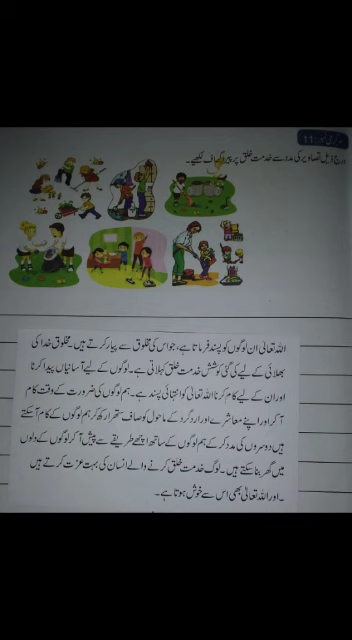 سرگرمی نمبر ۱۱:
درج ذیل تصاویر کی مدد سے خدمت خلق پر پیراگراف لکھیے۔
اللہ تعالیٰ ان لوگوں کو پسند فرماتا ہے، جو اس کی مخلوق سے پیار کرتے ہیں۔ مخلوق خدا کی
بھلائی کے لیے کی گئی کوشش خدمت خلق کہلاتی ہے۔ لوگوں کے لیے آسانیاں پیدا کرنا
اور ان کے لیے کام کرنا اللہ تعالیٰ کو انتہائی پسند ہے۔ ہم لوگوں کی ضرورت کے وقت کام
آ کر اور اپنے معاشرے اور ارد گرد کے ماحول کو صاف ستھرا رکھ کر ہم لوگوں کے کام آ سکتے
ہیں دوسروں کی مدد کر کے ہم لوگوں کے ساتھ اچھے طریقے سے پیش آ کر لوگوں کے دلوں
میں گھر بنا سکتے ہیں۔ لوگ خدمت خلق کرنے والے انسان کی بہت عزت کرتے ہیں
۔ اور اللہ تعالیٰ بھی اس سے خوش ہوتا ہے۔